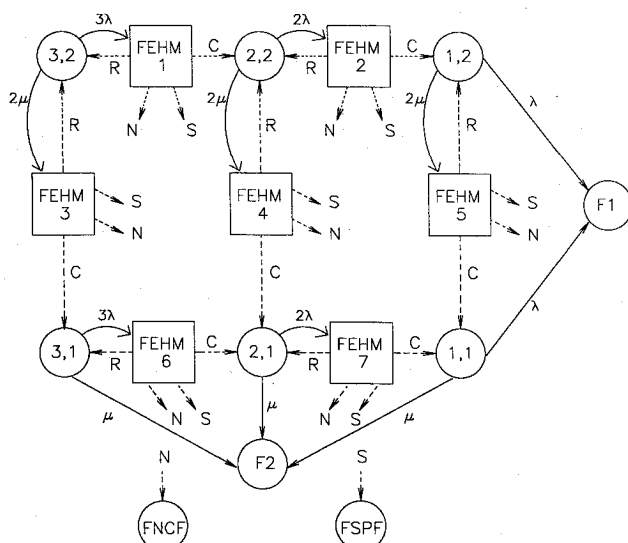 3λ
2λ
3,2
FEHM
1
C
2,2
FEHM
2
C
1,2
R
R
2μ
2μ
2μ
λ
N
S
N
S
R
R
R
FEHM
3
S
N
FEHM
4
S
N
FEHM
5
S
N
F1
C
C
C
3λ
2λ
λ
3,1
FEHM
6
C
2,1
FEHM
7
C
1,1
R
R
μ
N
S
μ
N
S
μ
N
F2
S
FNCF
FSPF